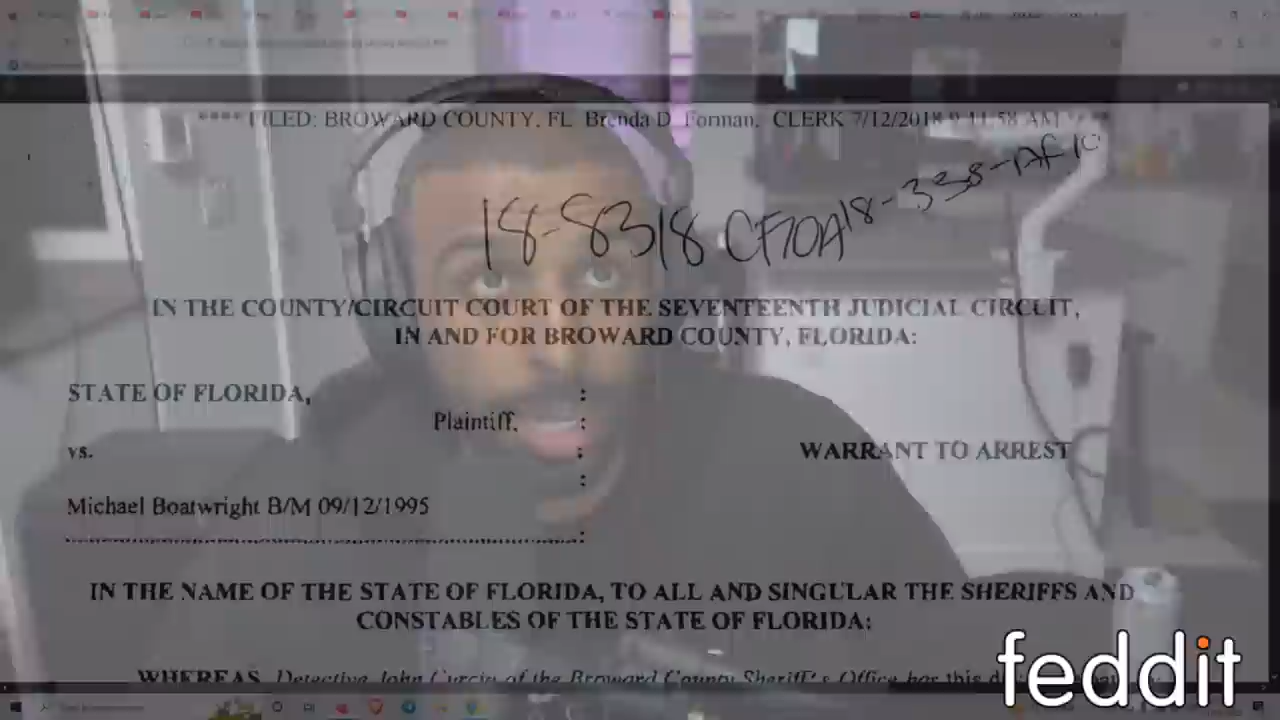 **** FILED: BROWARD COUNTY, FL Brenda D. Forman, CLERK 7/12/2018 9:11:58 AM ****
18-8318 CF10A
IN THE COUNTY/CIRCUIT COURT OF THE SEVENTEENTH JUDICIAL CIRCUIT,
IN AND FOR BROWARD COUNTY, FLORIDA:
STATE OF FLORIDA,
Plaintiff,
vs.
WARRANT TO ARREST
Michael Boatwright B/M 09/12/1995
IN THE NAME OF THE STATE OF FLORIDA, TO ALL AND SINGULAR THE SHERIFFS AND
CONSTABLES OF THE STATE OF FLORIDA:
WHEREAS, Detective John Curcio of the Broward County Sheriff's Office has this
feddit